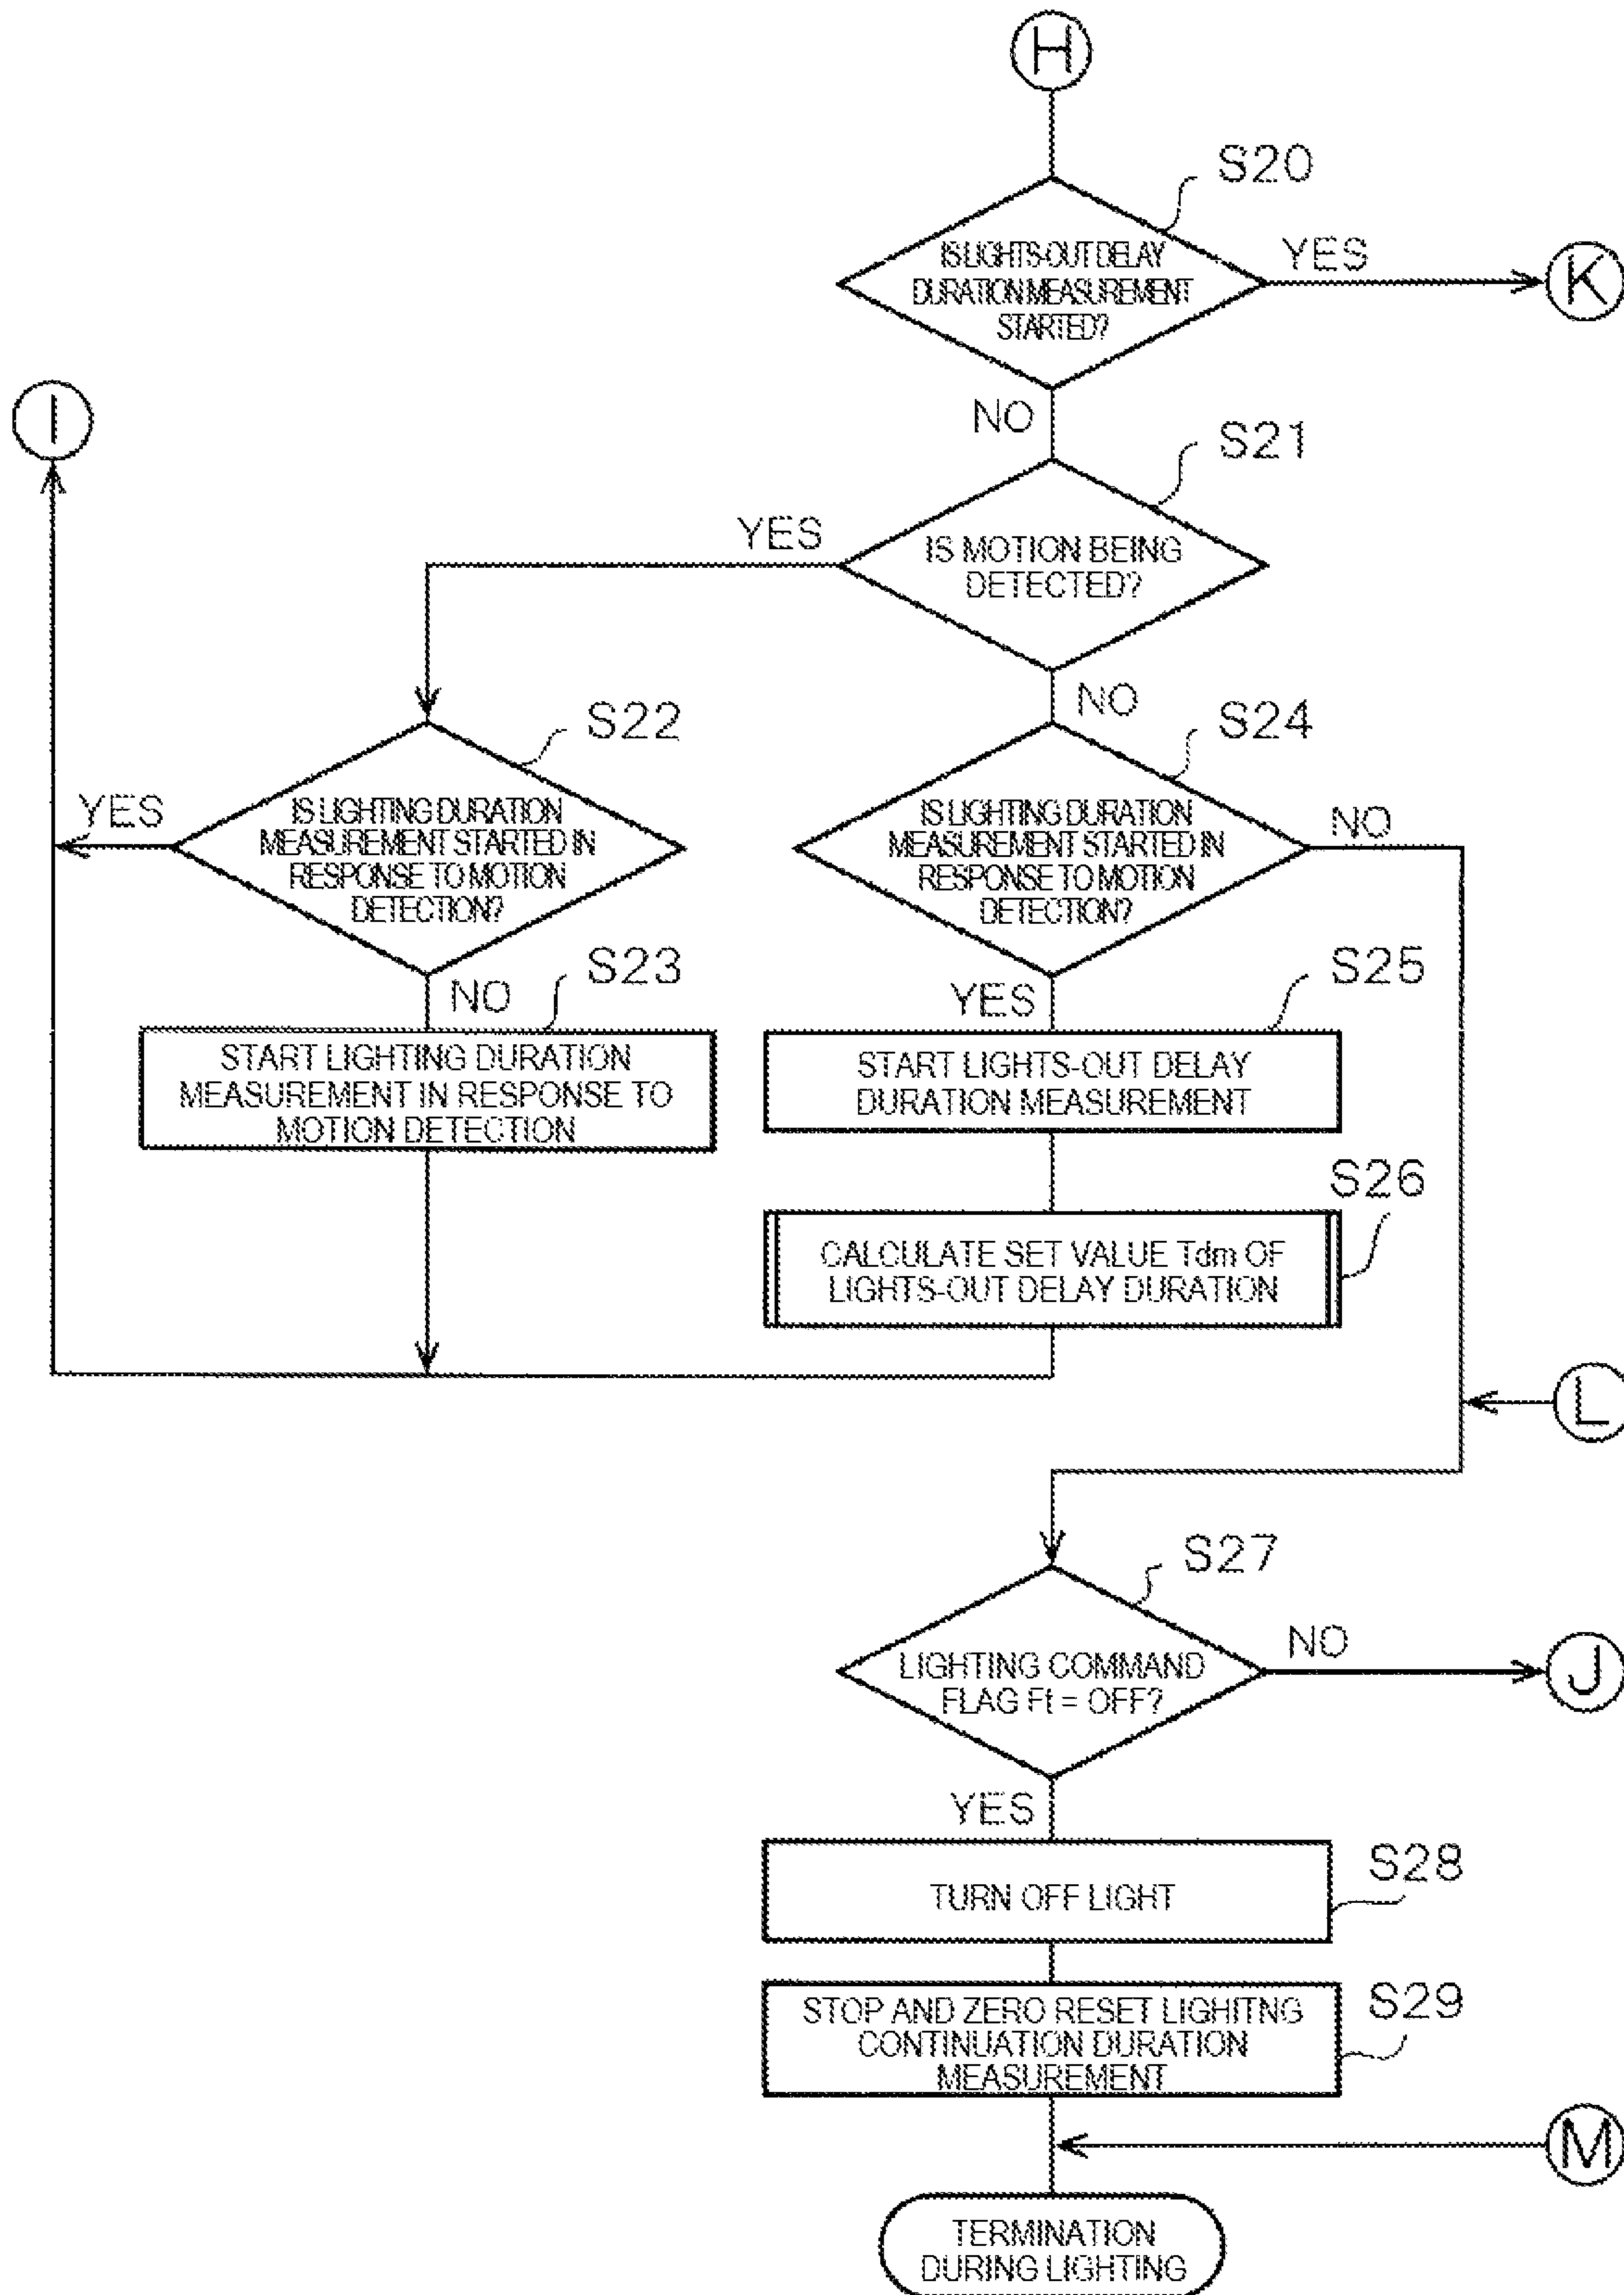 H
S20
IS LIGHTS-OUT DELAY
DURATION MEASUREMENT
STARTED?
YES
K
NO
I
S21
YES
IS MOTION BEING
DETECTED?
NO
S22
S24
YES
IS LIGHTING DURATION
MEASUREMENT STARTED IN
RESPONSE TO MOTION
DETECTION?
IS LIGHTING DURATION
MEASUREMENT STARTED IN
RESPONSE TO MOTION
DETECTION?
NO
NO
S23
YES
S25
START LIGHTING DURATION
MEASUREMENT IN RESPONSE TO
MOTION DETECTION
START LIGHTS-OUT DELAY
DURATION MEASUREMENT
S26
CALCULATE SET VALUE Tdm OF
LIGHTS-OUT DELAY DURATION
L
S27
LIGHTING COMMAND
FLAG Ft = OFF?
NO
J
YES
S28
TURN OFF LIGHT
S29
STOP AND ZERO RESET LIGHITNG
CONTINUATION DURATION
MEASUREMENT
M
TERMINATION
DURING LIGHTING